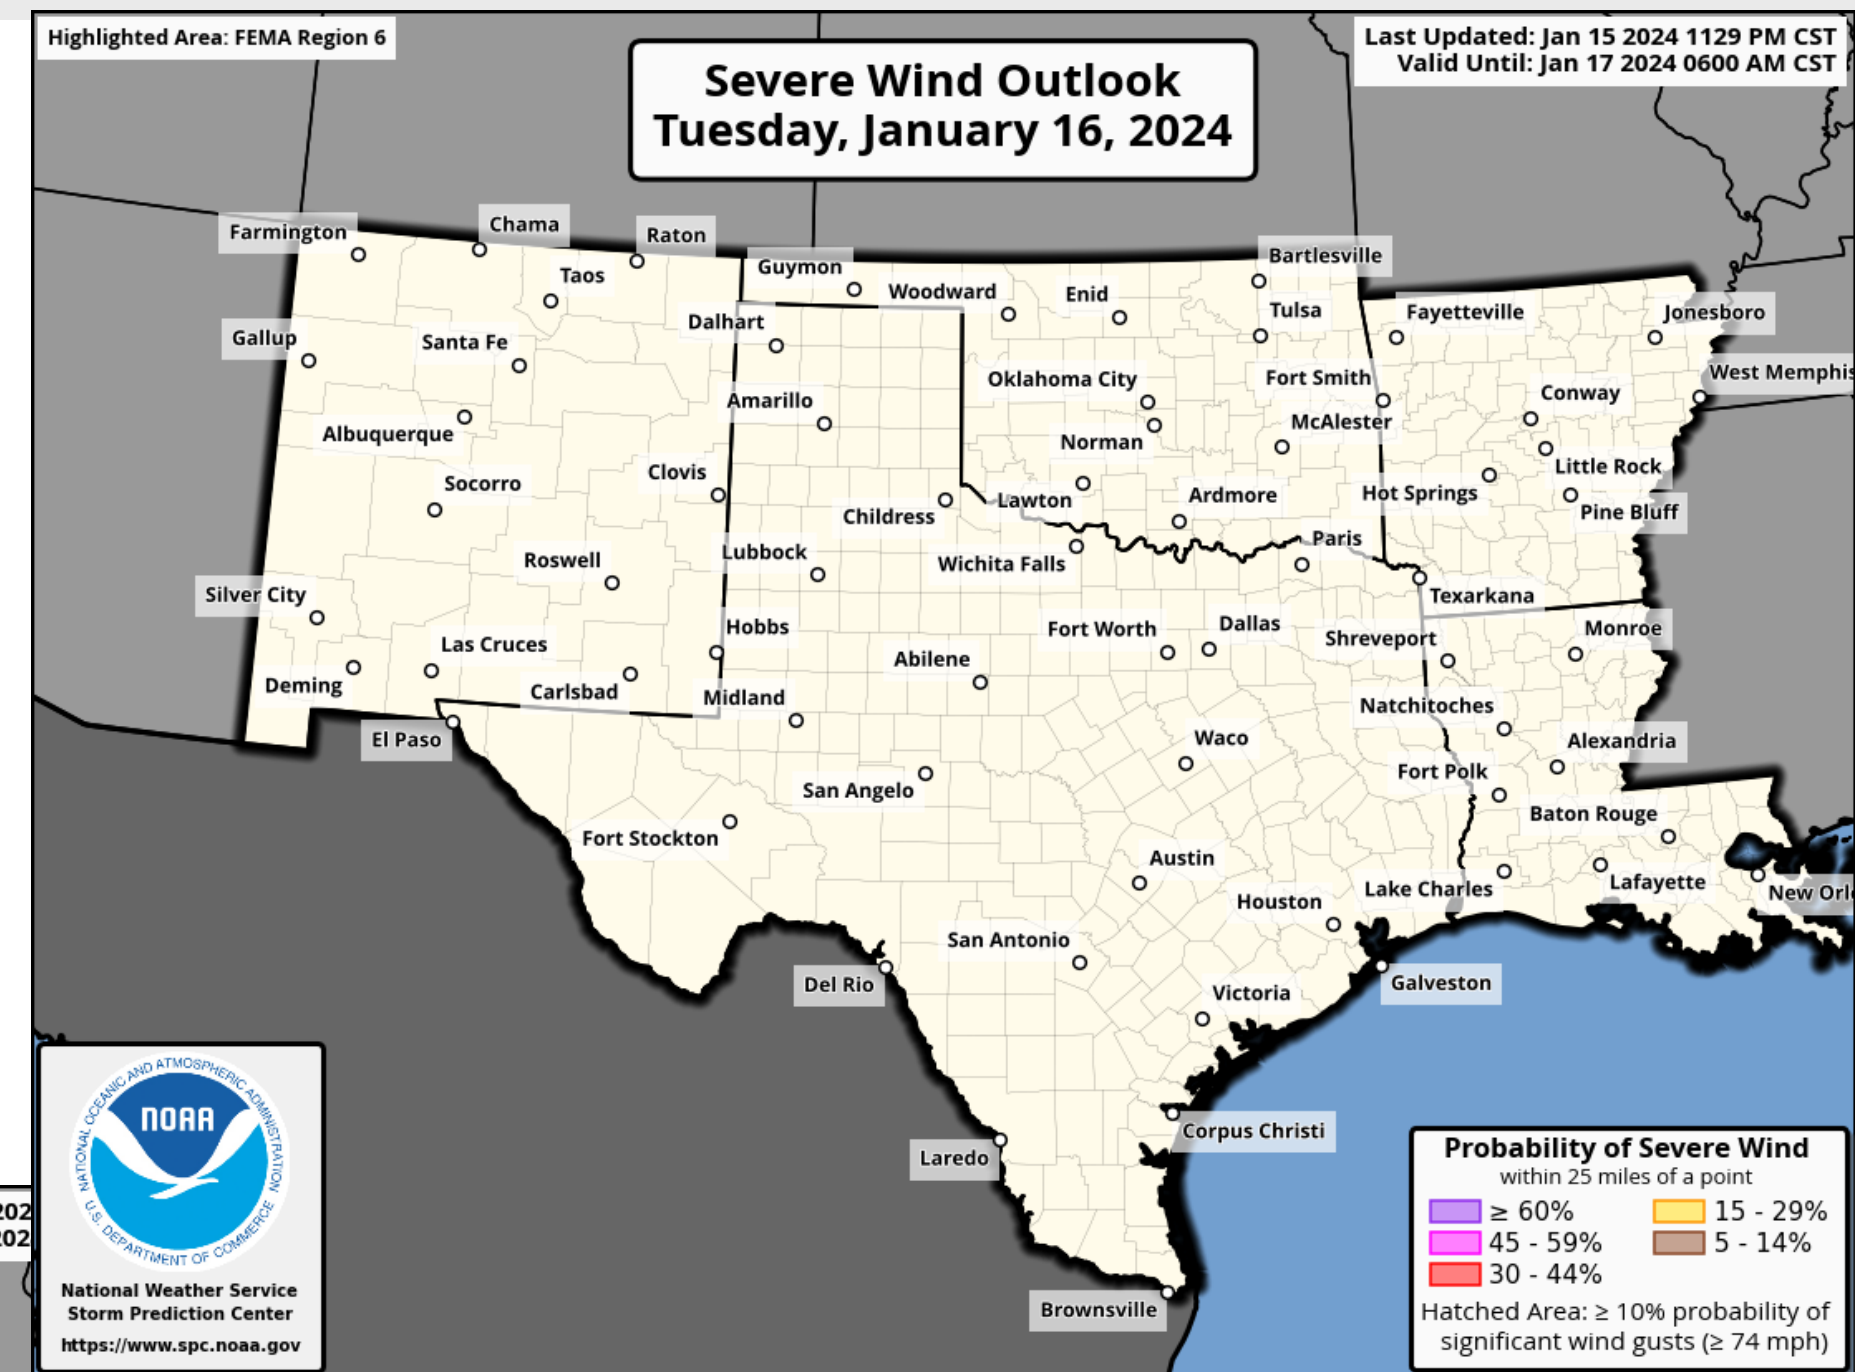 Highlighted Area: FEMA Region 6
Severe Wind Outlook
Tuesday, January 16, 2024
Last Updated: Jan 15 2024 1129 PM CST
Valid Until: Jan 17 2024 0600 AM CST
Farmington
Chama
Raton
Taos
Guymon
Woodward
Enid
Bartlesville
Tulsa
Fayetteville
Jonesboro
Dalhart
Gallup
Santa Fe
Oklahoma City
Fort Smith
West Memphis
Conway
Amarillo
Albuquerque
Norman
McAlester
Little Rock
Clovis
Socorro
Childress
Lawton
Ardmore
Hot Springs
Pine Bluff
Lubbock
Roswell
Wichita Falls
Paris
Texarkana
Silver City
Hobbs
Fort Worth
Dallas
Shreveport
Monroe
Las Cruces
Abilene
Deming
Carlsbad
Midland
Natchitoches
El Paso
Waco
Alexandria
Fort Polk
San Angelo
Baton Rouge
Fort Stockton
Austin
Houston
Lake Charles
Lafayette
New Orl
San Antonio
Del Rio
Victoria
Galveston
Corpus Christi
Laredo
Brownsville
202
202
NATIONAL OCEANIC AND ATMOSPHERIC ADMINISTRATION
NOAA
U.S. DEPARTMENT OF COMMERCE
National Weather Service
Storm Prediction Center
https://www.spc.noaa.gov
Probability of Severe Wind
within 25 miles of a point
≥ 60%
15 - 29%
45 - 59%
5 - 14%
30 - 44%
Hatched Area: ≥ 10% probability of
significant wind gusts (≥ 74 mph)